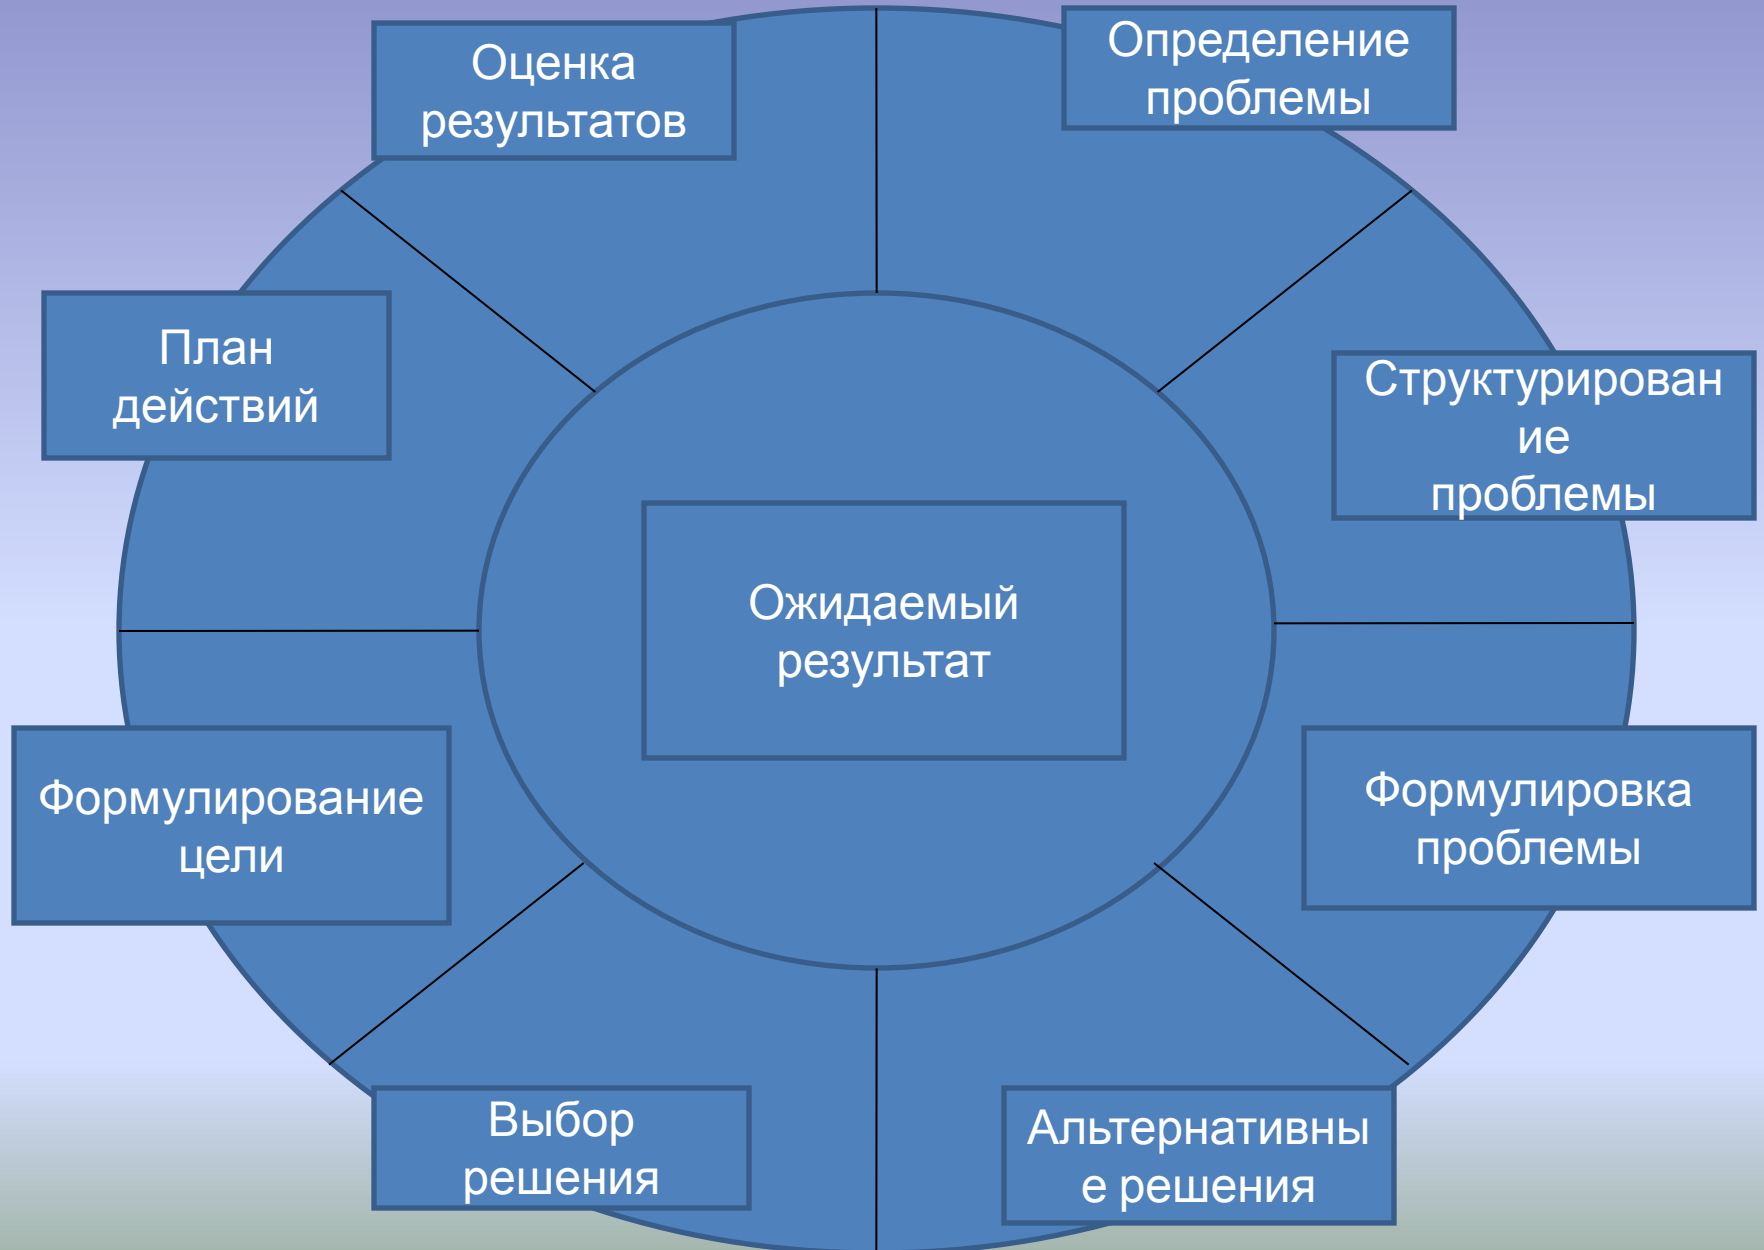 Оценка
результатов
Определение
проблемы
План
действий
Структурирован
ие
проблемы
Ожидаемый
результат
Формулирование
цели
Формулировка
проблемы
Выбор
решения
Альтернативны
е решения